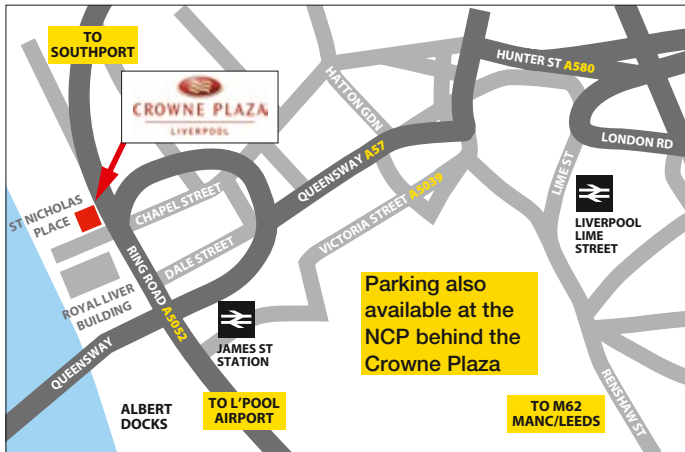 TO
SOUTHPORT
CROWNE PLAZA
LIVERPOOL
HUNTER ST A580
HATTON GDN
LONDON RD
QUEENSWAY A57
LIME ST
VICTORIA STREET A5039
ST NICHOLAS
PLACE
CHAPEL STREET
LIVERPOOL
LIME
STREET
DALE STREET
RING ROAD A5052
ROYAL LIVER
BUILDING
Parking also
available at the
NCP behind the
Crowne Plaza
JAMES ST
STATION
QUEENSWAY
RENSHAW ST
ALBERT
DOCKS
TO L'POOL
AIRPORT
TO M62
MANC/LEEDS